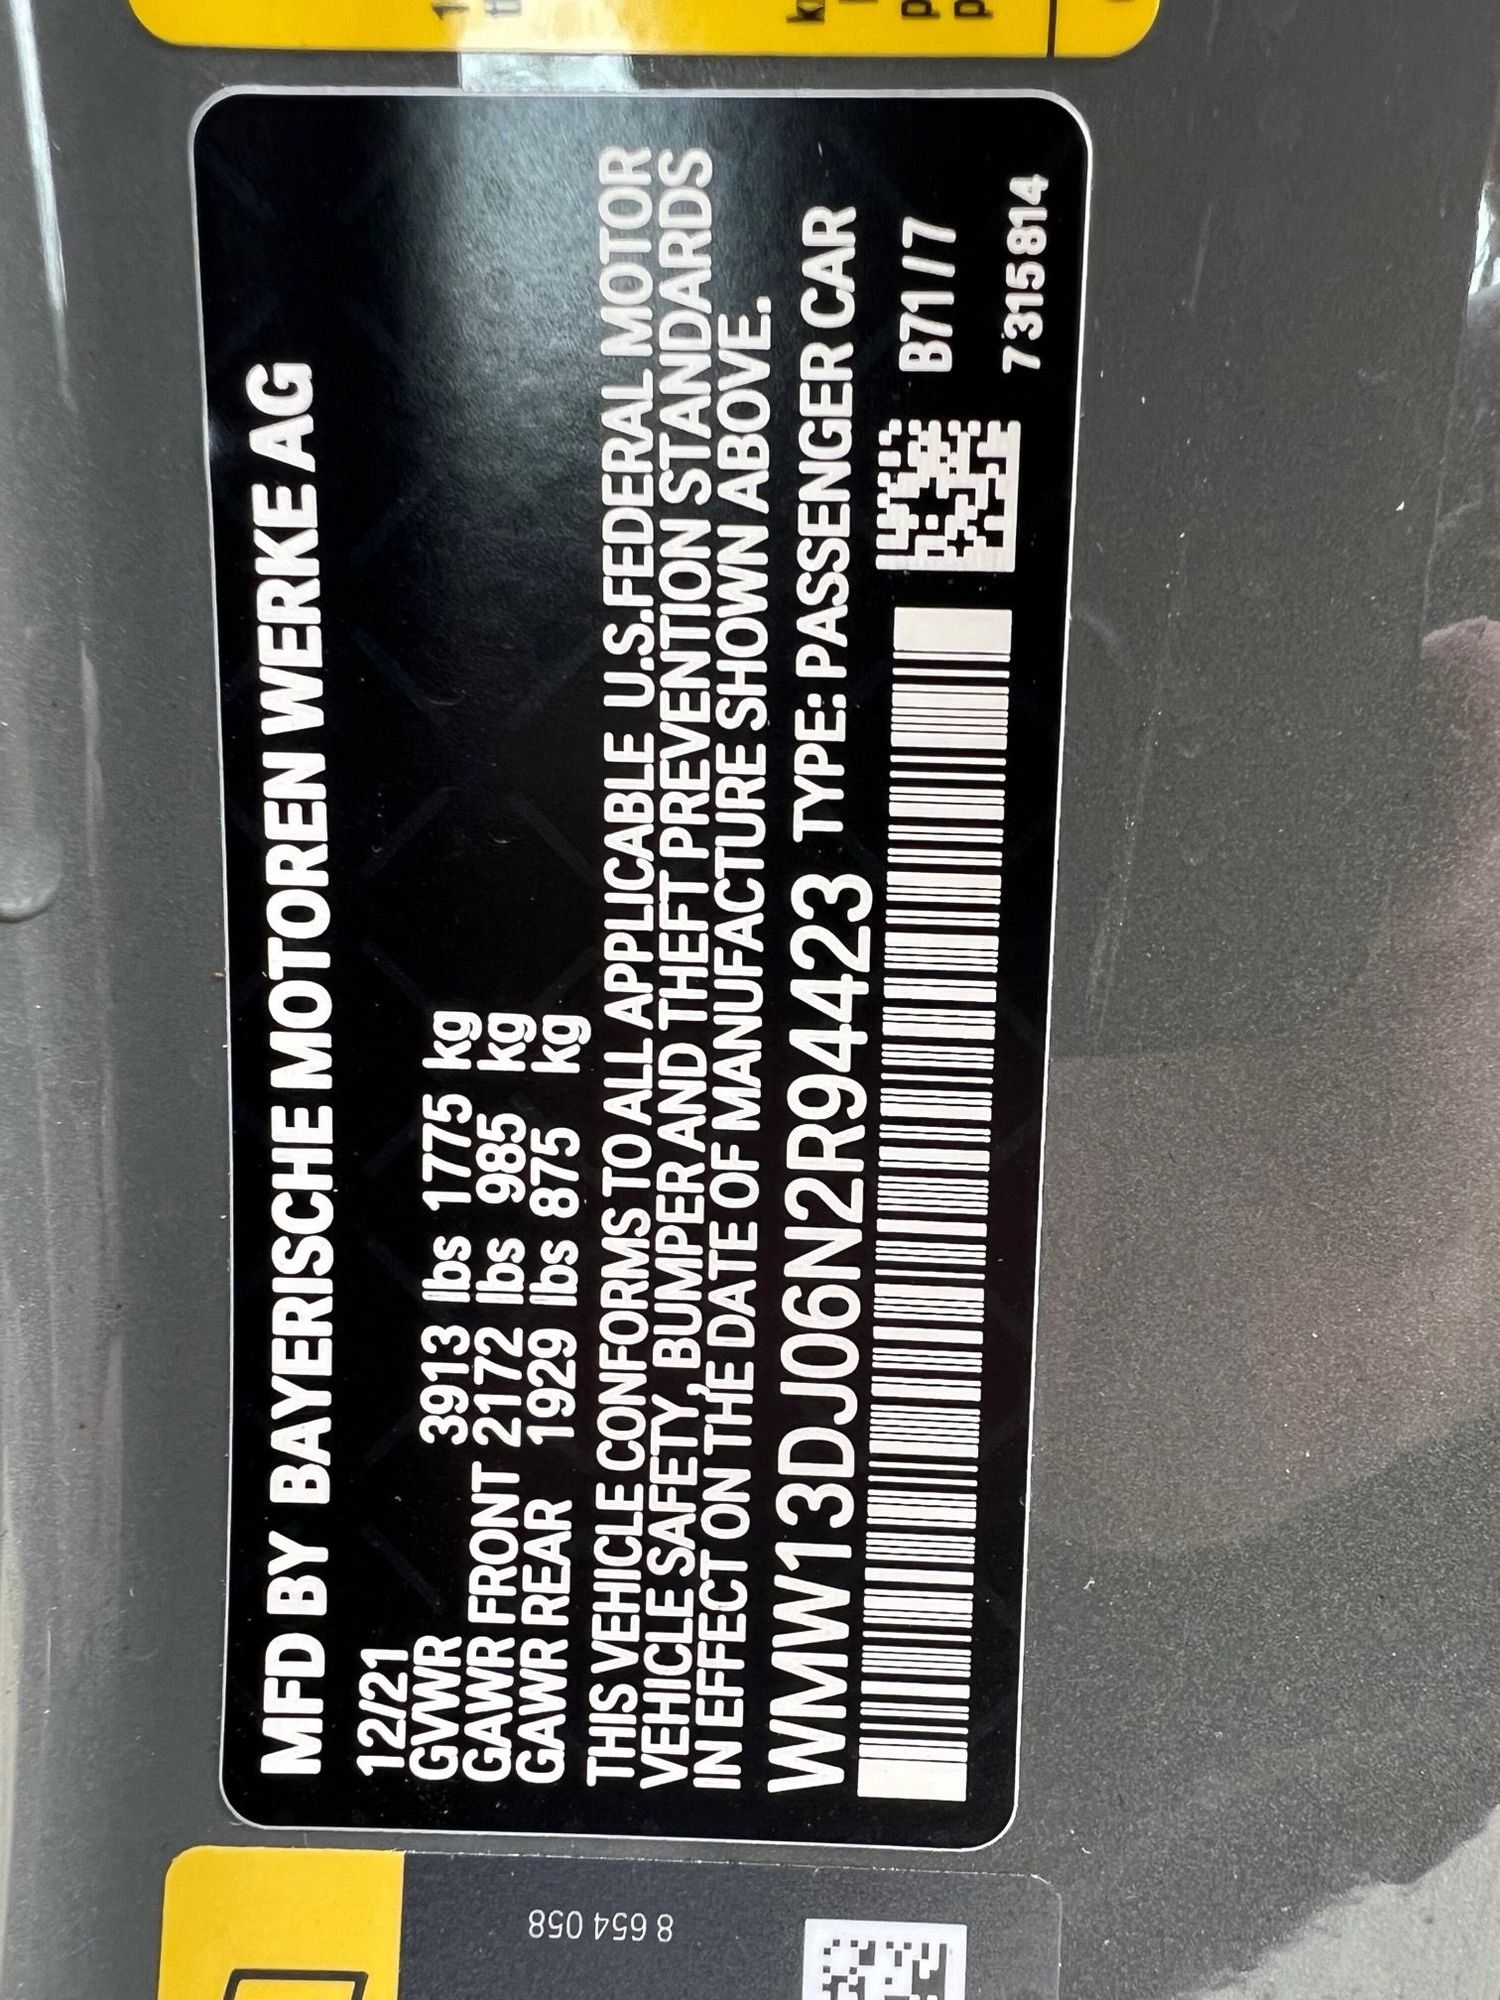 MFD BY BAYERISCHE MOTOREN WERKE AG
12/21
GVWR 3913 lbs 1775 kg
GAWR FRONT 2172 lbs 985 kg
GAWR REAR 1929 lbs 875 kg
THIS VEHICLE CONFORMS TO ALL APPLICABLE U.S.FEDERAL MOTOR
VEHICLE SAFETY, BUMPER AND THEFT PREVENTION STANDARDS
IN EFFECT ON THE DATE OF MANUFACTURE SHOWN ABOVE.
WMW13DJ06N2R94423 TYPE: PASSENGER CAR
B71/7
7315814
8 654 058